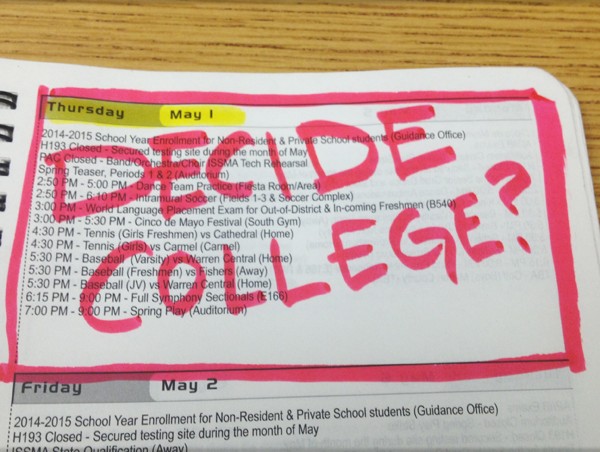 Thursday May 1
DECIDE COLLEGE?
2014-2015 School Year Enrollment for Non-Resident & Private School students (Guidance Office)
H193 Closed - Secured testing site during the month of May
PAC Closed - Band/Orchestra/Choir ISSMA Tech Rehearsal
Spring Teaser, Periods 1 & 2 (Auditorium)
2:50 PM - 5:00 PM - Dance Team Practice (Fiesta Room/Area)
2:50 PM - 6:10 PM - Intramural Soccer (Fields 1-3 & Soccer Complex)
3:00 PM - World Language Placement Exam for Out-of-District & In-coming Freshmen (B540)
3:00 PM - 5:30 PM - Cinco de Mayo Festival (South Gym)
4:30 PM - Tennis (Girls Freshmen) vs Cathedral (Home)
4:30 PM - Tennis (Girls) vs Carmel (Carmel)
5:30 PM - Baseball (Varsity) vs Warren Central (Home)
5:30 PM - Baseball (Freshmen) vs Fishers (Away)
5:30 PM - Baseball (JV) vs Warren Central (Home)
6:15 PM - 9:00 PM - Full Symphony Sectionals (E166)
7:00 PM - 9:00 PM - Spring Play (Auditorium)
Friday May 2
2014-2015 School Year Enrollment for Non-Resident & Private School students (Guidance Office)
H193 Closed - Secured testing site during the month of May
ISSMA State Qualification (Away)